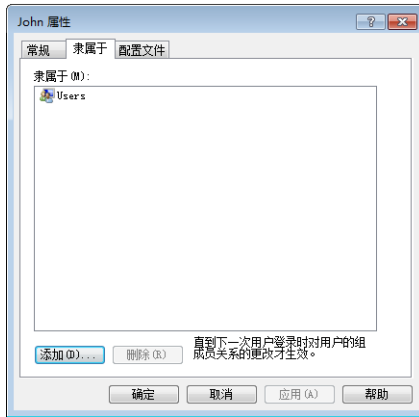 John 属性
常规 隶属于 配置文件
隶属于(M):
Users
直到下一次用户登录时对用户的组
成员关系的更改才生效。
添加(D)... 删除(R)
确定 取消 应用(A) 帮助